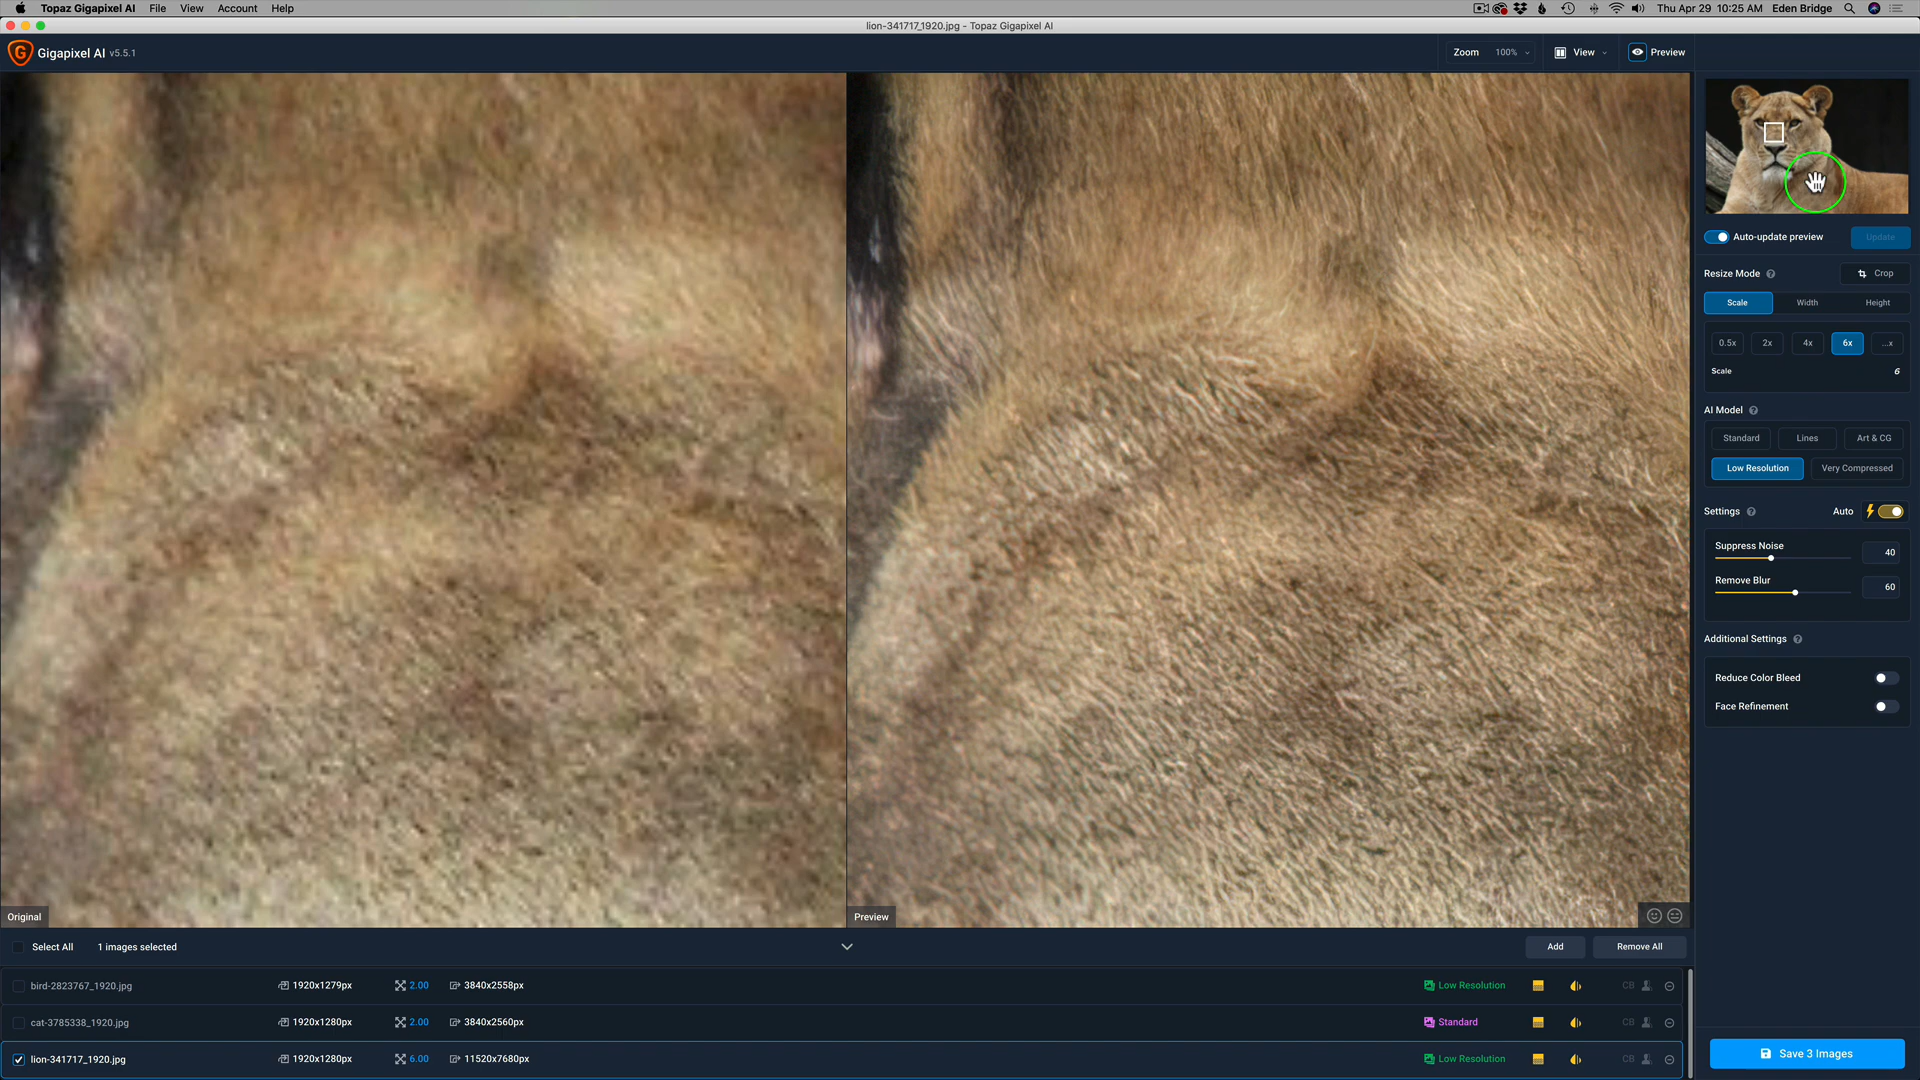 Topaz Gigapixel AI File View Account Help Thu Apr 29 10:25 AM Eden Bridge
lion-341717_1920.jpg - Topaz Gigapixel AI
Gigapixel AI v5.5.1 Zoom 100% View Preview
Auto-update preview Update
Resize Mode Crop
Scale Width Height
0.5x 2x 4x 6x ...x
Scale 6
AI Model
Standard Lines Art & CG
Low Resolution Very Compressed
Settings Auto
Suppress Noise 40
Remove Blur 60
Additional Settings
Reduce Color Bleed
Face Refinement
Original Preview
Select All 1 images selected Add Remove All
bird-2823767_1920.jpg 1920x1279px 2.00 3840x2558px Low Resolution CB
cat-3785338_1920.jpg 1920x1280px 2.00 3840x2560px Standard CB
lion-341717_1920.jpg 1920x1280px 6.00 11520x7680px Low Resolution CB
Save 3 Images